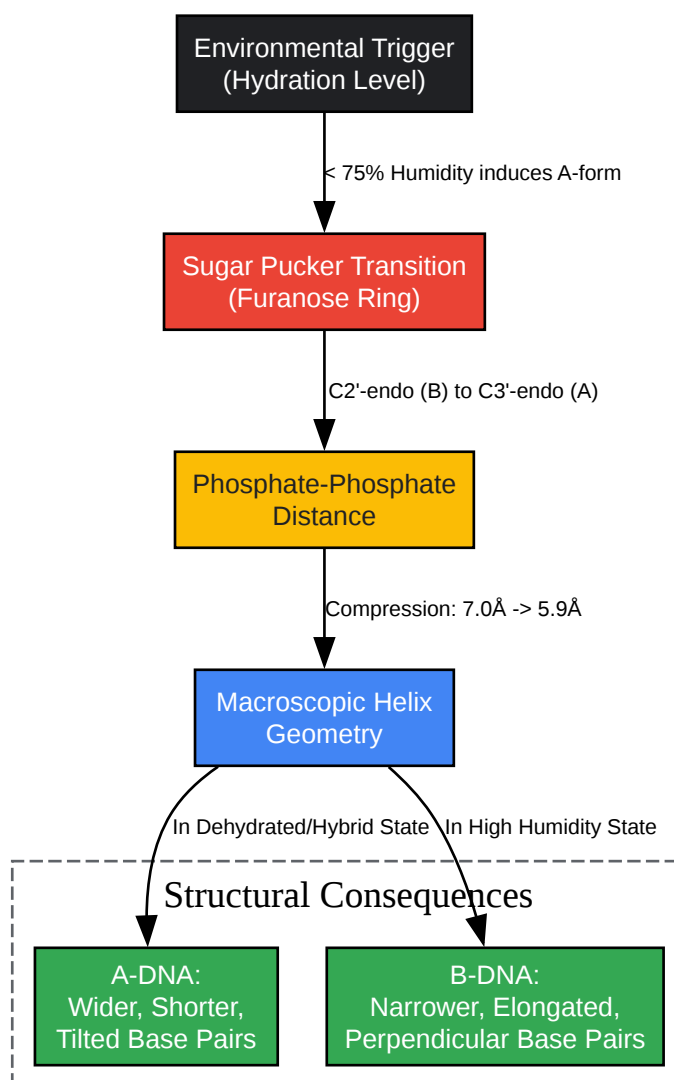 Environmental Trigger
(Hydration Level)
< 75% Humidity induces A-form
Sugar Pucker Transition
(Furanose Ring)
C2'-endo (B) to C3'-endo (A)
Phosphate-Phosphate
Distance
Compression: 7.0Å -> 5.9Å
Macroscopic Helix
Geometry
In Dehydrated/Hybrid State
In High Humidity State
Structural Consequences
A-DNA:
Wider, Shorter,
Tilted Base Pairs
B-DNA:
Narrower, Elongated,
Perpendicular Base Pairs